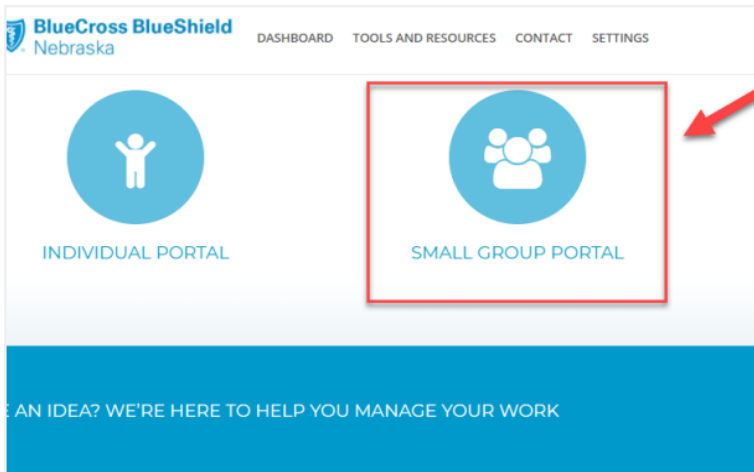 BlueCross BlueShield
Nebraska
DASHBOARD TOOLS AND RESOURCES CONTACT SETTINGS
INDIVIDUAL PORTAL SMALL GROUP PORTAL
AN IDEA? WE'RE HERE TO HELP YOU MANAGE YOUR WORK